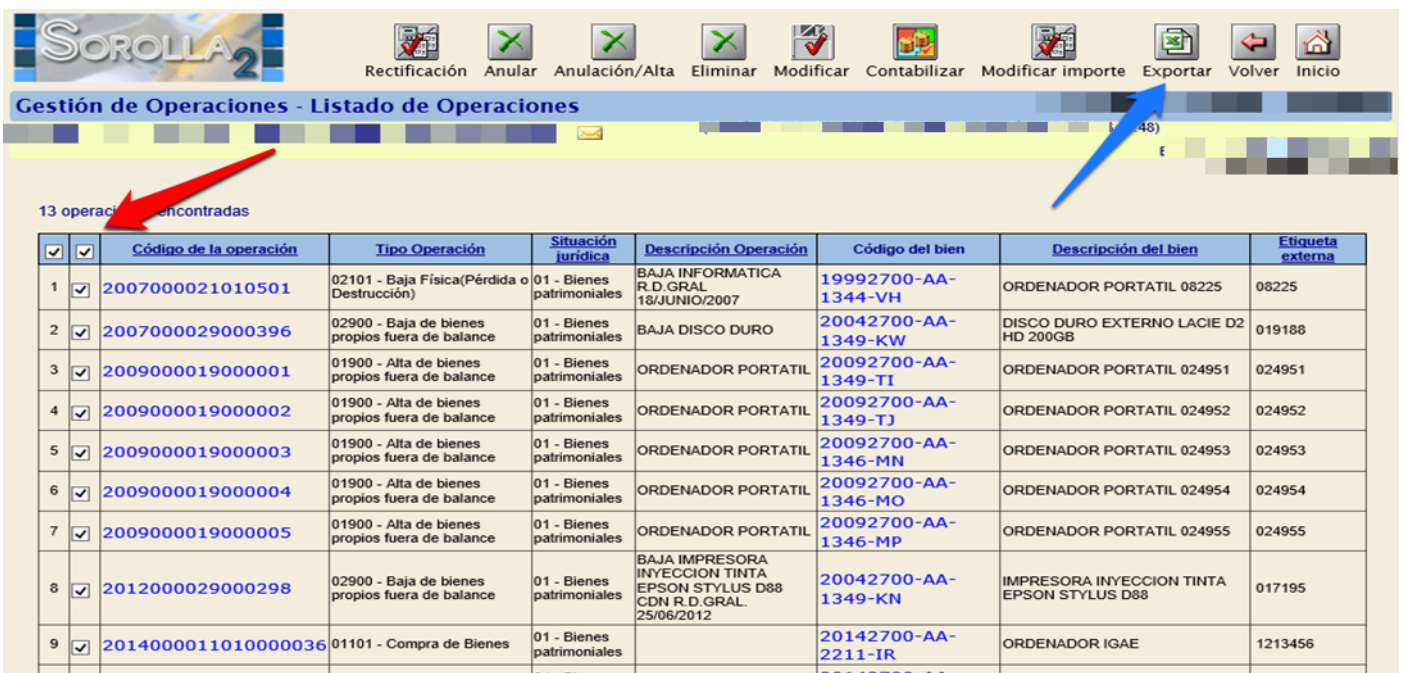 SOROLLA2
Rectificación Anular Anulación/Alta Eliminar Modificar Contabilizar Modificar importe Exportar Volver Inicio
Gestión de Operaciones - Listado de Operaciones
48)
13 encontradas
Código de la operación Tipo Operación Situación jurídica Descripción Operación Código del bien Descripción del bien Etiqueta externa
1 2007000021010501 02101 - Baja Física(Pérdida o Destrucción) 01 - Bienes patrimoniales BAJA INFORMATICA R.D.GRAL 18/JUNIO/2007 19992700-AA-1344-VH ORDENADOR PORTATIL 08225 08225
2 2007000029000396 02900 - Baja de bienes propios fuera de balance 01 - Bienes patrimoniales BAJA DISCO DURO 20042700-AA-1349-KW DISCO DURO EXTERNO LACIE D2 HD 200GB 019188
3 2009000019000001 01900 - Alta de bienes propios fuera de balance 01 - Bienes patrimoniales ORDENADOR PORTATIL 20092700-AA-1349-TI ORDENADOR PORTATIL 024951 024951
4 2009000019000002 01900 - Alta de bienes propios fuera de balance 01 - Bienes patrimoniales ORDENADOR PORTATIL 20092700-AA-1349-TJ ORDENADOR PORTATIL 024952 024952
5 2009000019000003 01900 - Alta de bienes propios fuera de balance 01 - Bienes patrimoniales ORDENADOR PORTATIL 20092700-AA-1346-MN ORDENADOR PORTATIL 024953 024953
6 2009000019000004 01900 - Alta de bienes propios fuera de balance 01 - Bienes patrimoniales ORDENADOR PORTATIL 20092700-AA-1346-MO ORDENADOR PORTATIL 024954 024954
7 2009000019000005 01900 - Alta de bienes propios fuera de balance 01 - Bienes patrimoniales ORDENADOR PORTATIL 20092700-AA-1346-MP ORDENADOR PORTATIL 024955 024955
8 2012000029000298 02900 - Baja de bienes propios fuera de balance 01 - Bienes patrimoniales BAJA IMPRESORA INYECCION TINTA EPSON STYLUS D88 CDN R.D.GRAL. 25/06/2012 20042700-AA-1349-KN IMPRESORA INYECCION TINTA EPSON STYLUS D88 017195
9 2014000011010000036 01101 - Compra de Bienes 01 - Bienes patrimoniales 20142700-AA-2211-IR ORDENADOR IGAE 1213456